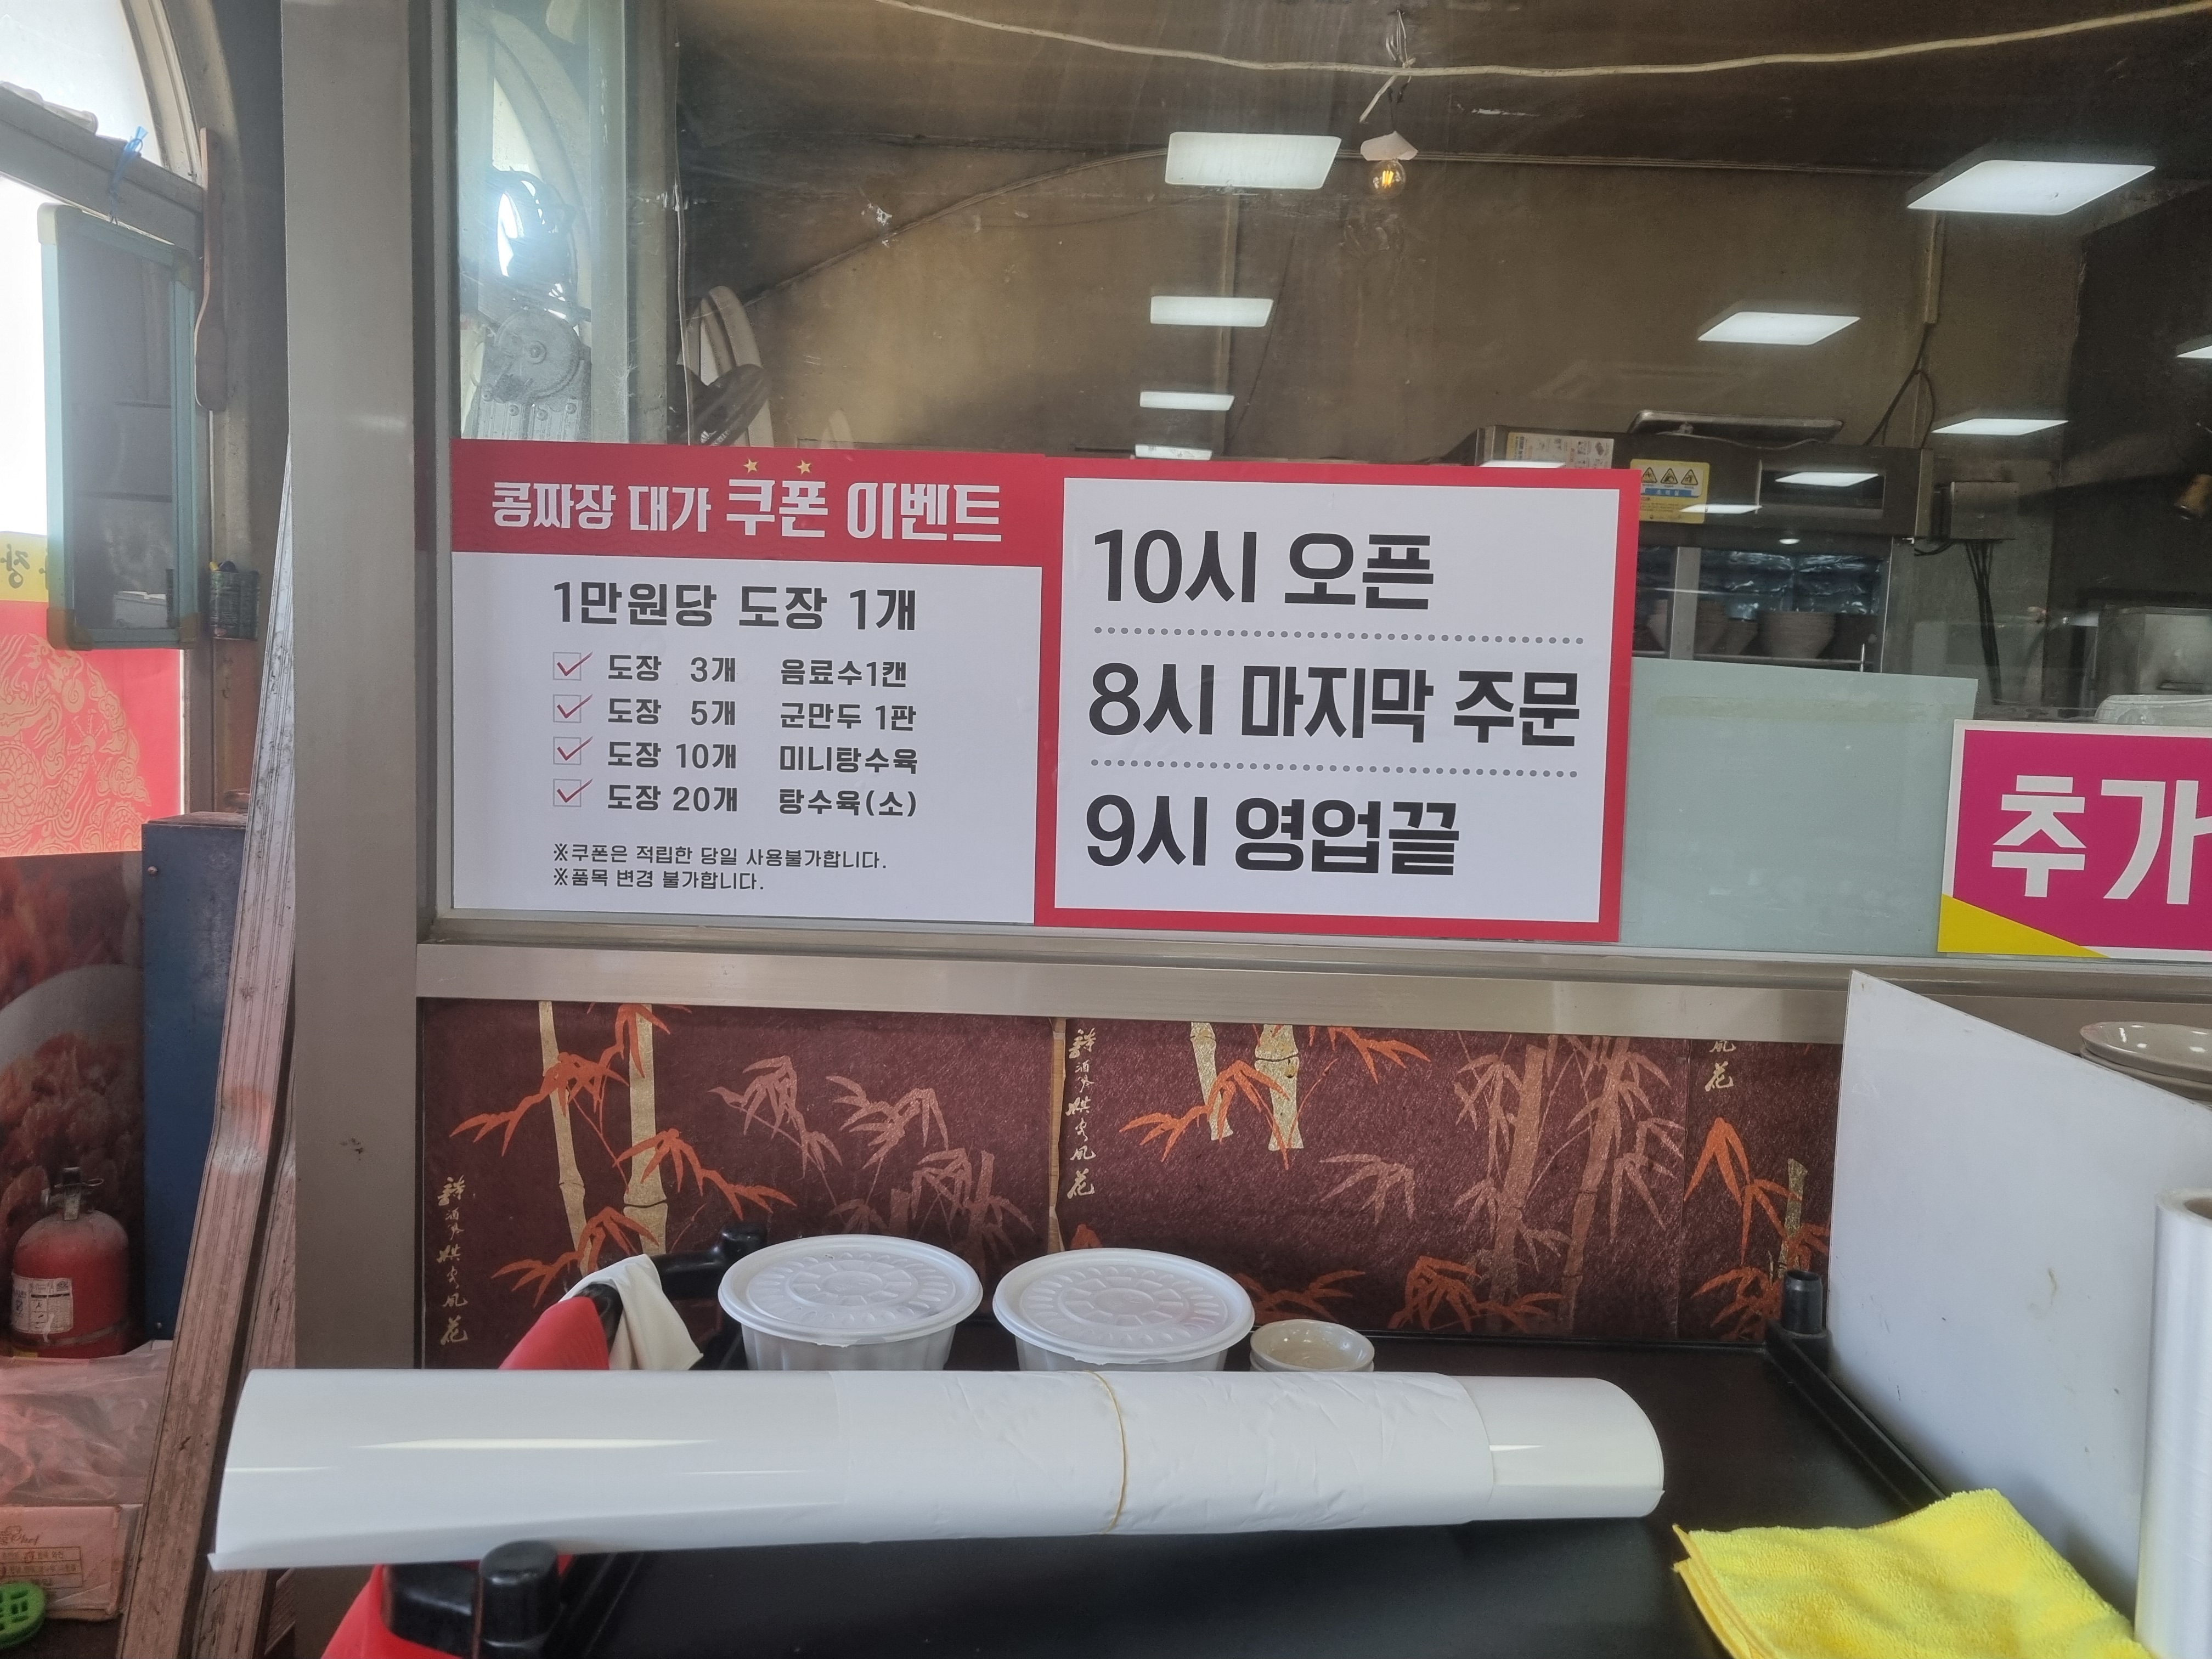 콩짜장 대가 쿠폰 이벤트
1만원당 도장 1개
도장 3개 음료수1캔
도장 5개 군만두 1판
도장 10개 미니탕수육
도장 20개 탕수육(소)
※쿠폰은 적립한 당일 사용불가합니다.
※품목 변경 불가합니다.
10시 오픈
8시 마지막 주문
9시 영업끝
추가